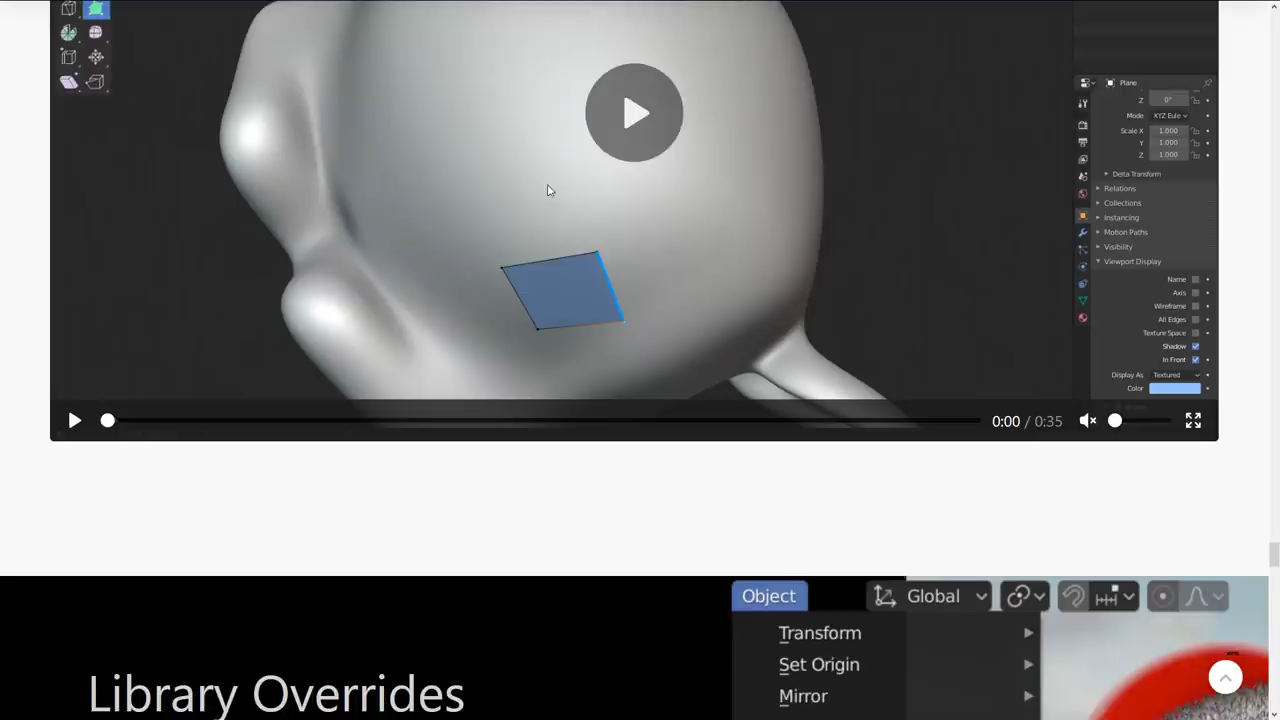 Plane
Z 0°
Mode XYZ Eule
Scale X 1.000
Y 1.000
Z 1.000
Delta Transform
Relations
Collections
Instancing
Motion Paths
Visibility
Viewport Display
Name
Axis
Wireframe
All Edges
Texture Space
Shadow
In Front
Display As Textured
Color
0:00 / 0:35
Object Global
Transform
Set Origin
Mirror
Library Overrides